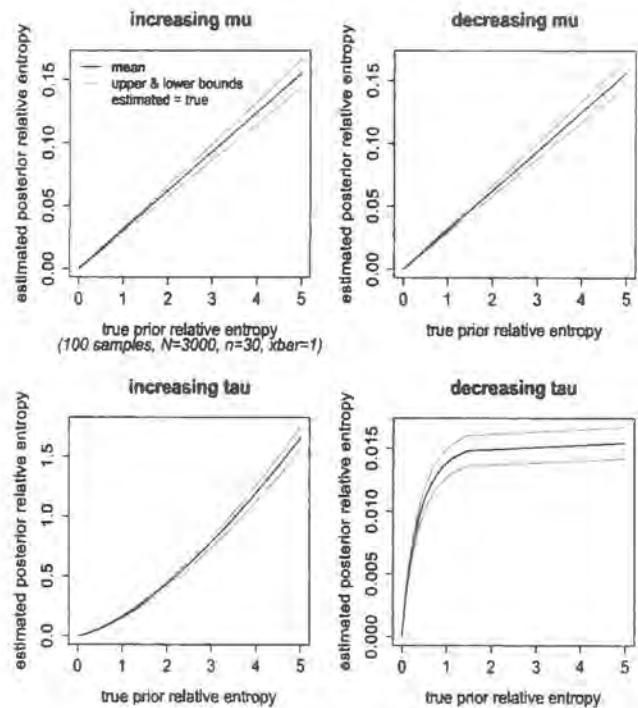 increasing mu
decreasing mu
estimated posterior relative entropy
0.00 0.05 0.10 0.15
mean
upper & lower bounds
estimated = true
0 1 2 3 4 5
true prior relative entropy
(100 samples, N=3000, n=30, xbar=1)
estimated posterior relative entropy
0.00 0.05 0.10 0.15
0 1 2 3 4 5
true prior relative entropy
increasing tau
decreasing tau
estimated posterior relative entropy
0.0 0.5 1.0 1.5
0 1 2 3 4 5
true prior relative entropy
estimated posterior relative entropy
0.000 0.005 0.010 0.015
0 1 2 3 4 5
true prior relative entropy